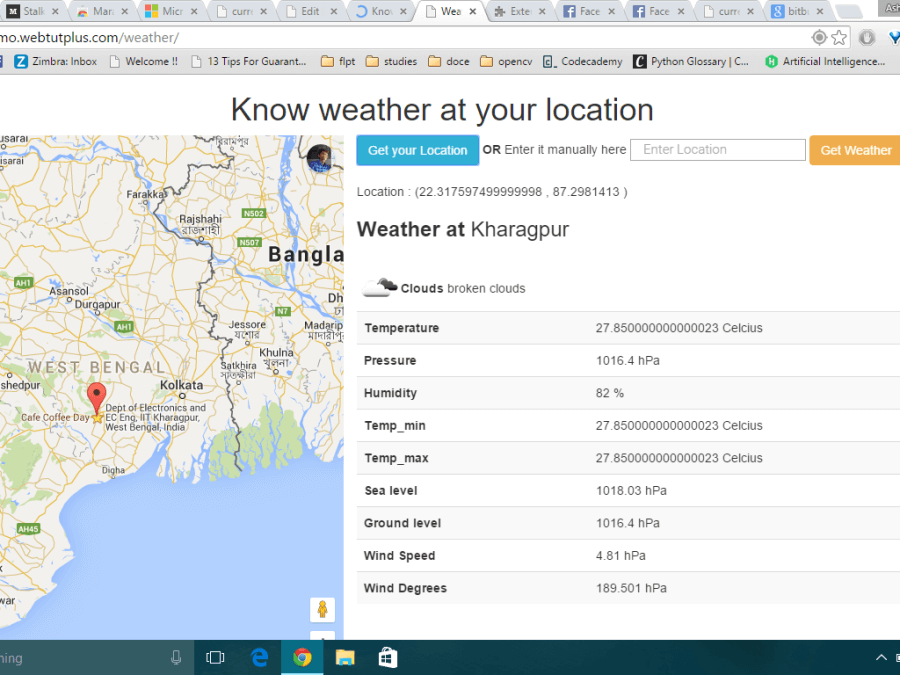 Stalk
Mar
Micr
curr
Edit
Kno
Wea
Exte
Face
Face
curr
bitb
mo.webtutplus.com/weather/
Zimbra: Inbox Welcome !! 13 Tips For Guarant... flpt studies doce opencv Codecademy Python Glossary | C... Artificial Intelligence...
Know weather at your location
Get your Location OR Enter it manually here Enter Location Get Weather
Location : (22.317597499999998 , 87.2981413 )
Weather at Kharagpur
Clouds broken clouds
Temperature 27.850000000000023 Celcius
Pressure 1016.4 hPa
Humidity 82 %
Temp_min 27.850000000000023 Celcius
Temp_max 27.850000000000023 Celcius
Sea level 1018.03 hPa
Ground level 1016.4 hPa
Wind Speed 4.81 hPa
Wind Degrees 189.501 hPa
Farakka
Rajshahi
রাজশাহী
N502
N507
Bangla
AH1
Asansol
Durgapur
N7
AH1
Jessore
যশোর
Madarip
মাদারীপু
Khulna
খুলনা
Satkhira
সাতক্ষীরা
WEST BENGAL
shedpur
Kolkata
Cafe Coffee Day
Dept of Electronics and
EC Eng, IIT Kharagpur,
West Bengal, India
Digha
AH45
war
ning